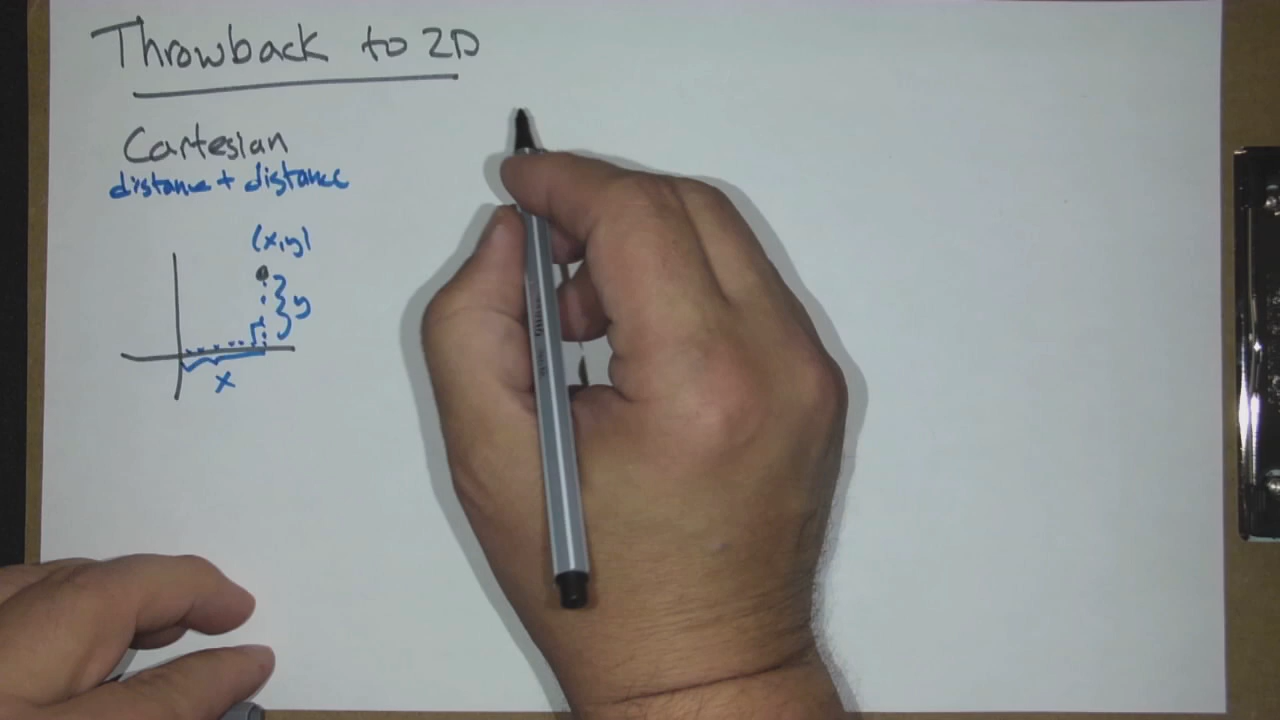 Throwback to 2D
Cartesian
distance + distance
(x,y)
y
x